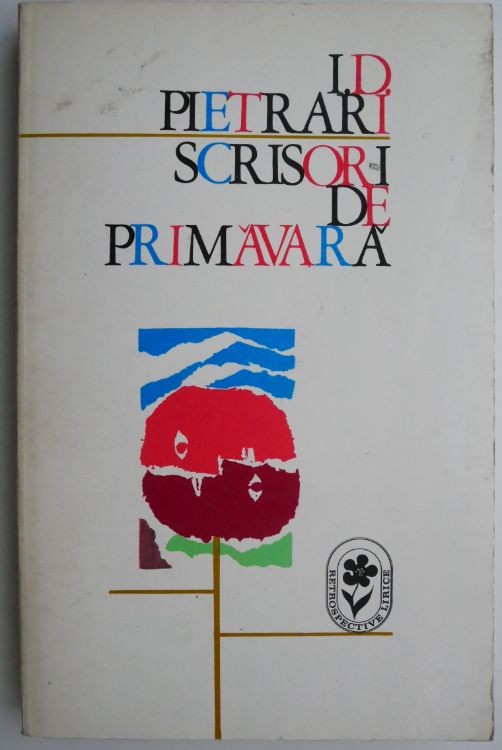 I.D.
PIETRARI
SCRISORI
DE
PRIMĂVARĂ
RETROSPECTIVE LIRICE